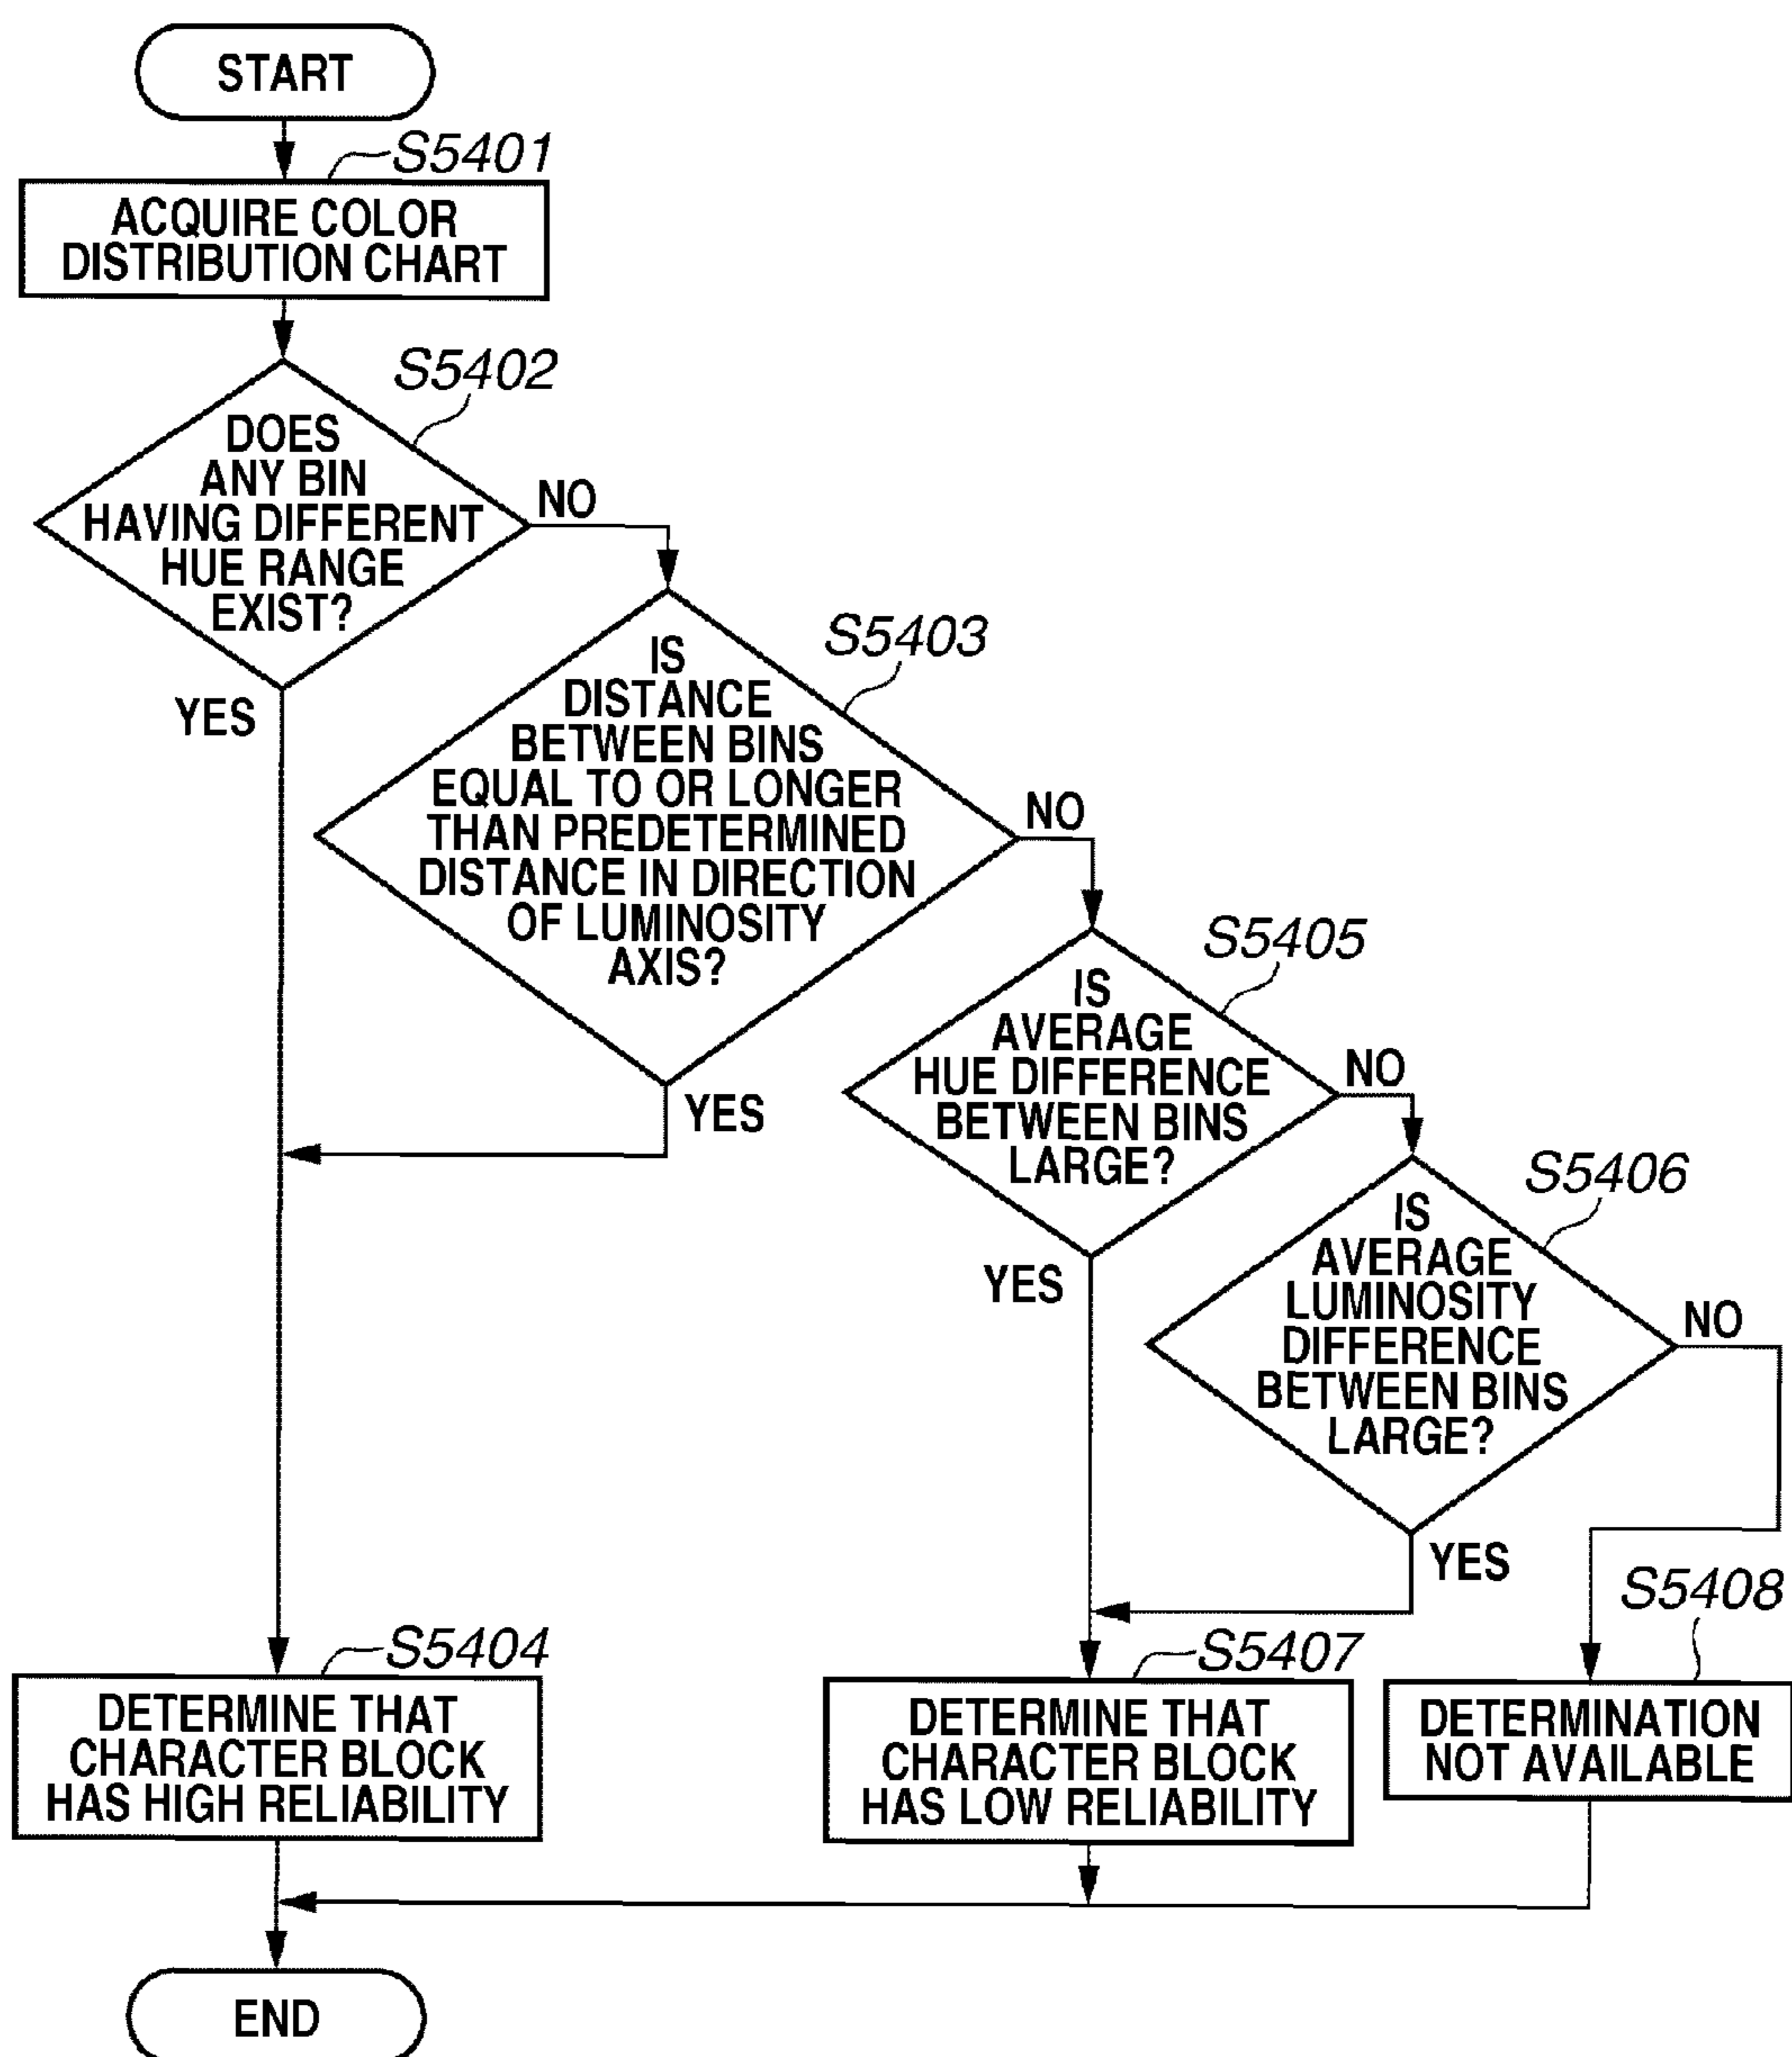 START
S5401
ACQUIRE COLOR
DISTRIBUTION CHART
S5402
DOES
ANY BIN
HAVING DIFFERENT
HUE RANGE
EXIST?
NO
YES
S5403
IS
DISTANCE
BETWEEN BINS
EQUAL TO OR LONGER
THAN PREDETERMINED
DISTANCE IN DIRECTION
OF LUMINOSITY
AXIS?
NO
YES
S5405
IS
AVERAGE
HUE DIFFERENCE
BETWEEN BINS
LARGE?
NO
YES
S5406
IS
AVERAGE
LUMINOSITY
DIFFERENCE
BETWEEN BINS
LARGE?
NO
YES
S5404
DETERMINE THAT
CHARACTER BLOCK
HAS HIGH RELIABILITY
S5407
DETERMINE THAT
CHARACTER BLOCK
HAS LOW RELIABILITY
S5408
DETERMINATION
NOT AVAILABLE
END